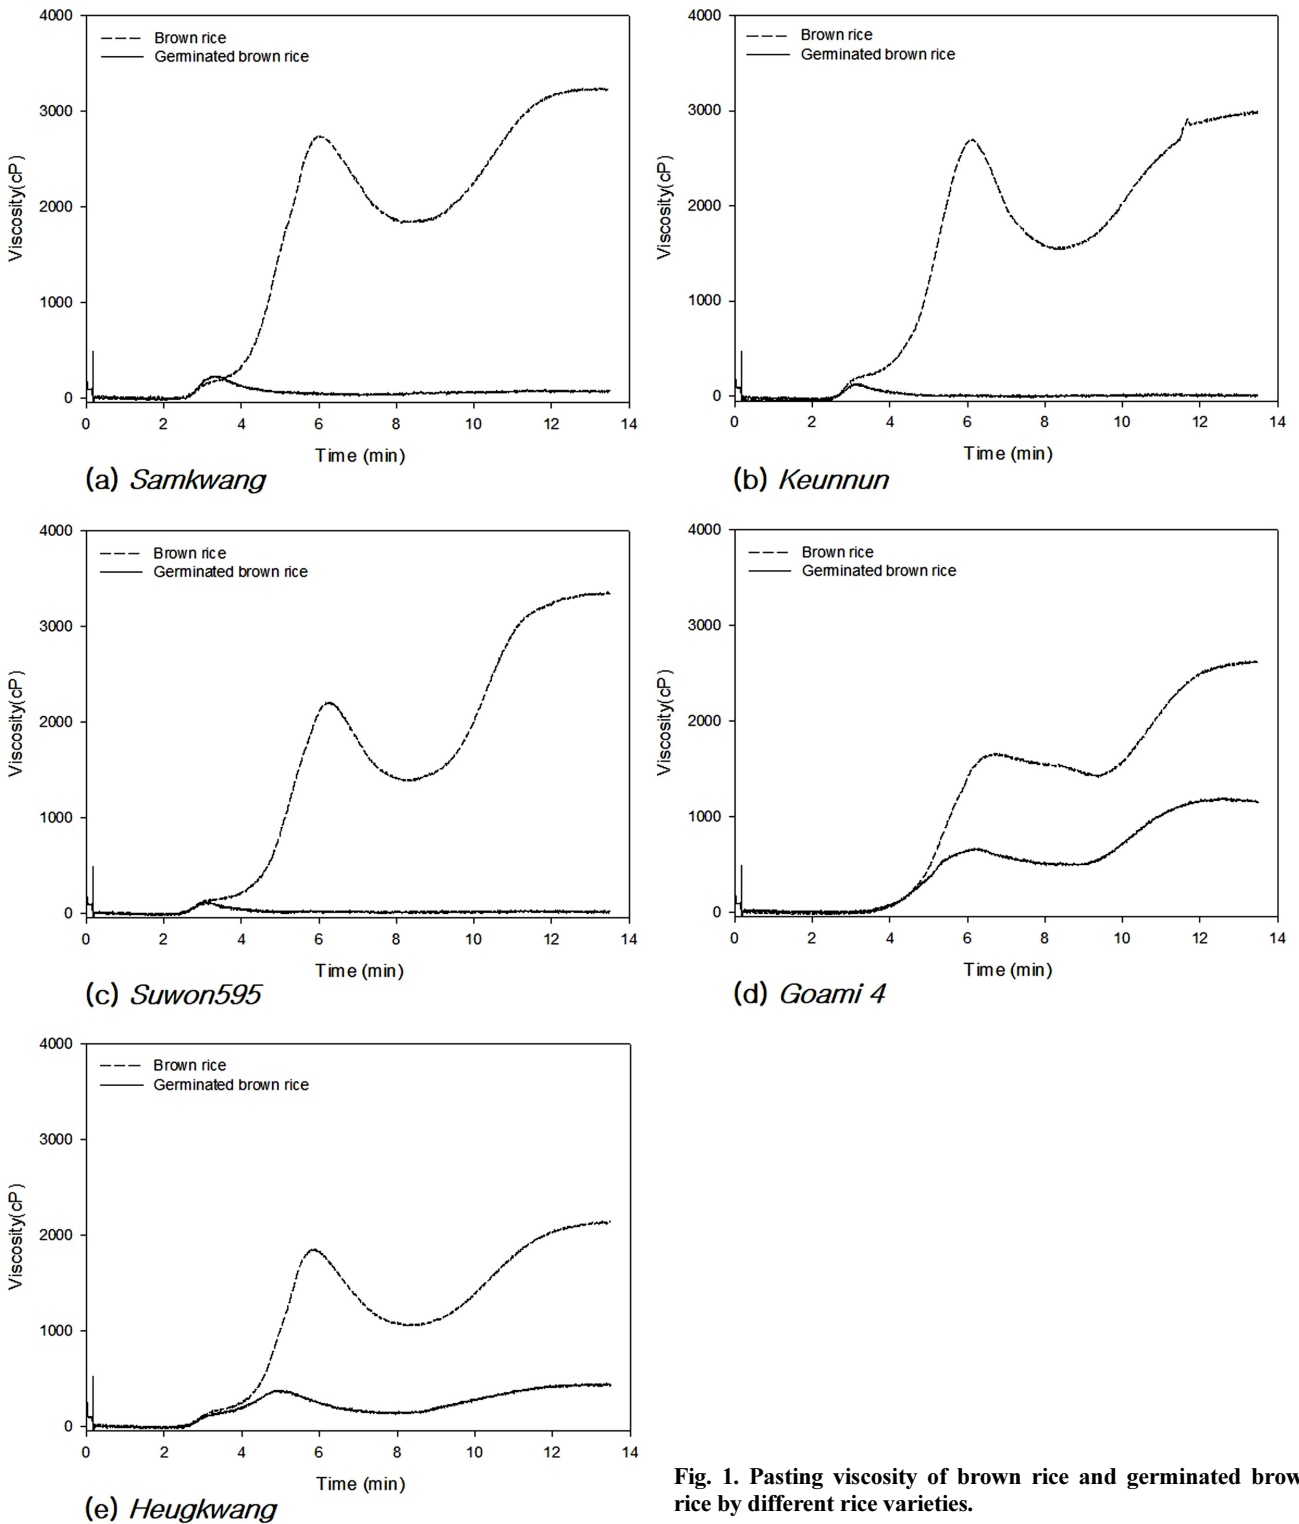 4000
3000
2000
1000
0
Viscosity(cP)
Brown rice
Germinated brown rice
0 2 4 6 8 10 12 14
Time (min)
(a) Samkwang
4000
3000
2000
1000
0
Viscosity(cP)
Brown rice
Germinated brown rice
0 2 4 6 8 10 12 14
Time (min)
(b) Keunnun
4000
3000
2000
1000
0
Viscosity(cP)
Brown rice
Germinated brown rice
0 2 4 6 8 10 12 14
Time (min)
(c) Suwon595
4000
3000
2000
1000
0
Viscosity(cP)
Brown rice
Germinated brown rice
0 2 4 6 8 10 12 14
Time (min)
(d) Goami 4
4000
3000
2000
1000
0
Viscosity(cP)
Brown rice
Germinated brown rice
0 2 4 6 8 10 12 14
Time (min)
(e) Heugkwang
Fig. 1. Pasting viscosity of brown rice and germinated brow
rice by different rice varieties.